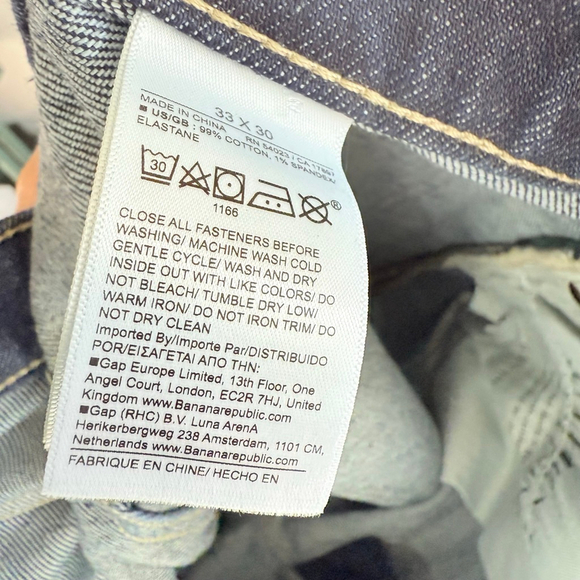 33 X 30
MADE IN CHINA RN 54023 / CA 17897
■ US/GB : 99% COTTON, 1% SPANDEX/
ELASTANE
30
®
1166
CLOSE ALL FASTENERS BEFORE
WASHING/ MACHINE WASH COLD
GENTLE CYCLE/ WASH AND DRY
INSIDE OUT WITH LIKE COLORS/ DO
NOT BLEACH/ TUMBLE DRY LOW/
WARM IRON/ DO NOT IRON TRIM/ DO
NOT DRY CLEAN
Imported By/Importe Par/DISTRIBUIDO
POR/ΕΙΣΑΓΕΤΑΙ ΑΠΟ ΤΗΝ:
■Gap Europe Limited, 13th Floor, One
Angel Court, London, EC2R 7HJ, United
Kingdom www.Bananarepublic.com
■Gap (RHC) B.V. Luna ArenA
Herikerbergweg 238 Amsterdam, 1101 CM,
Netherlands www.Bananarepublic.com
FABRIQUE EN CHINE/ HECHO EN